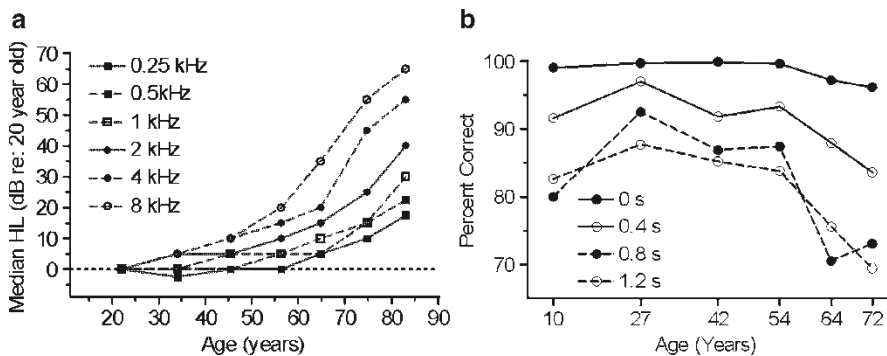 a
Median HL (dB re: 20 year old)
70
60
50
40
30
20
10
0
0.25 kHz
0.5kHz
1 kHz
2 kHz
4 kHz
8 kHz
20 30 40 50 60 70 80 90
Age (years)
b
Percent Correct
100
90
80
70
0 s
0.4 s
0.8 s
1.2 s
10 27 42 54 64 72
Age (Years)